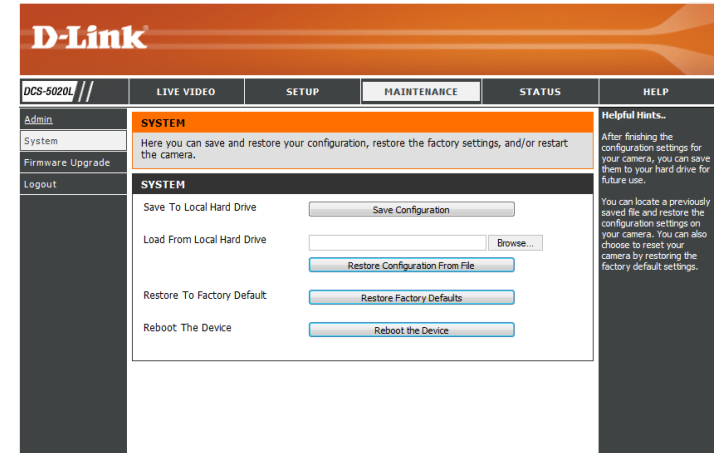 D-Link
DCS-5020L
LIVE VIDEO
SETUP
MAINTENANCE
STATUS
HELP
Admin
System
Firmware Upgrade
Logout
SYSTEM
Here you can save and restore your configuration, restore the factory settings, and/or restart
the camera.
SYSTEM
Save To Local Hard Drive
Save Configuration
Load From Local Hard Drive
Browse...
Restore Configuration From File
Restore To Factory Default
Restore Factory Defaults
Reboot The Device
Reboot the Device
Helpful Hints..
After finishing the
configuration settings for
your camera, you can save
them to your hard drive for
future use.
You can locate a previously
saved file and restore the
configuration settings on
your camera. You can also
choose to reset your
camera by restoring the
factory default settings.